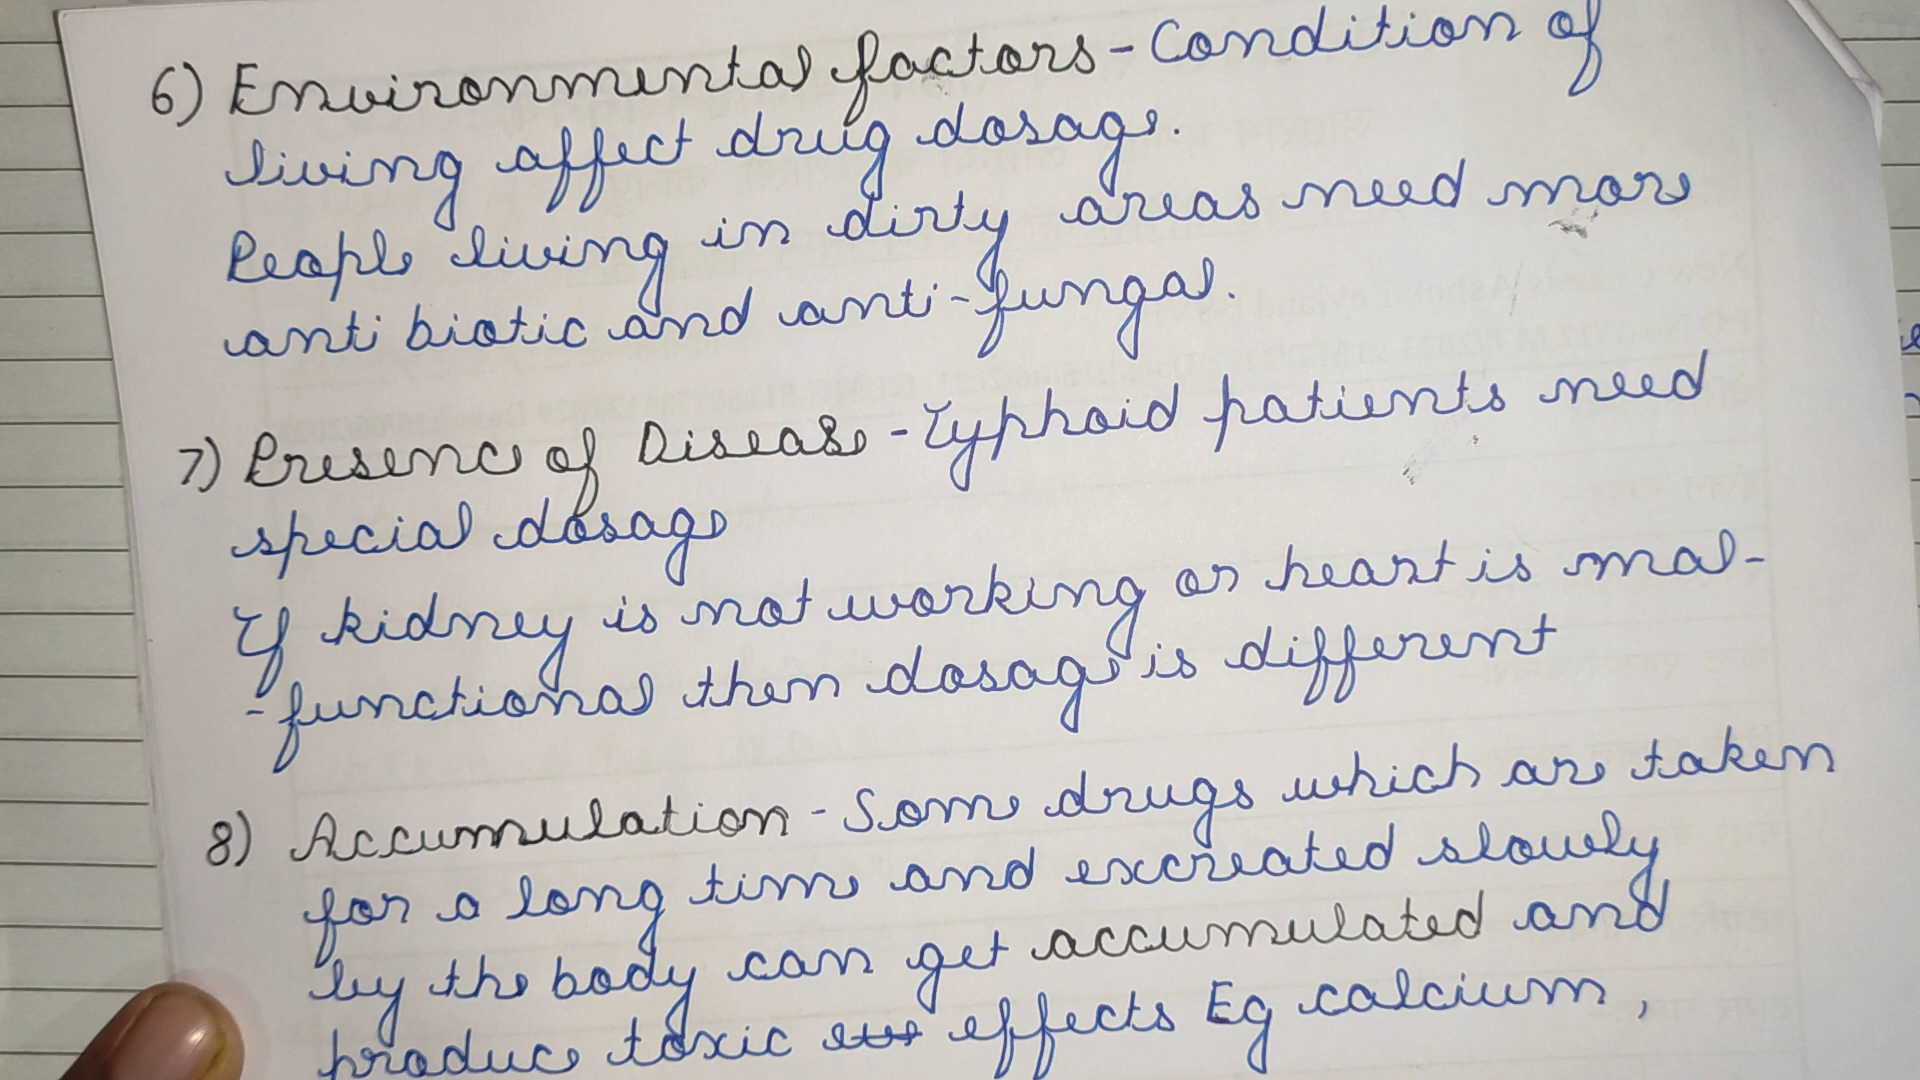 6) Environmental factors - Condition of
living affect drug dosage.
People living in dirty areas need more
anti biotic and anti-fungal.
7) Presence of Disease - Typhoid patients need
special dosage
If kidney is not working or heart is mal-
-functional then dosage is different
8) Accumulation - Some drugs which are taken
for a long time and excreated slowly
by the body can get accumulated and
produce toxic effects Eg calcium,